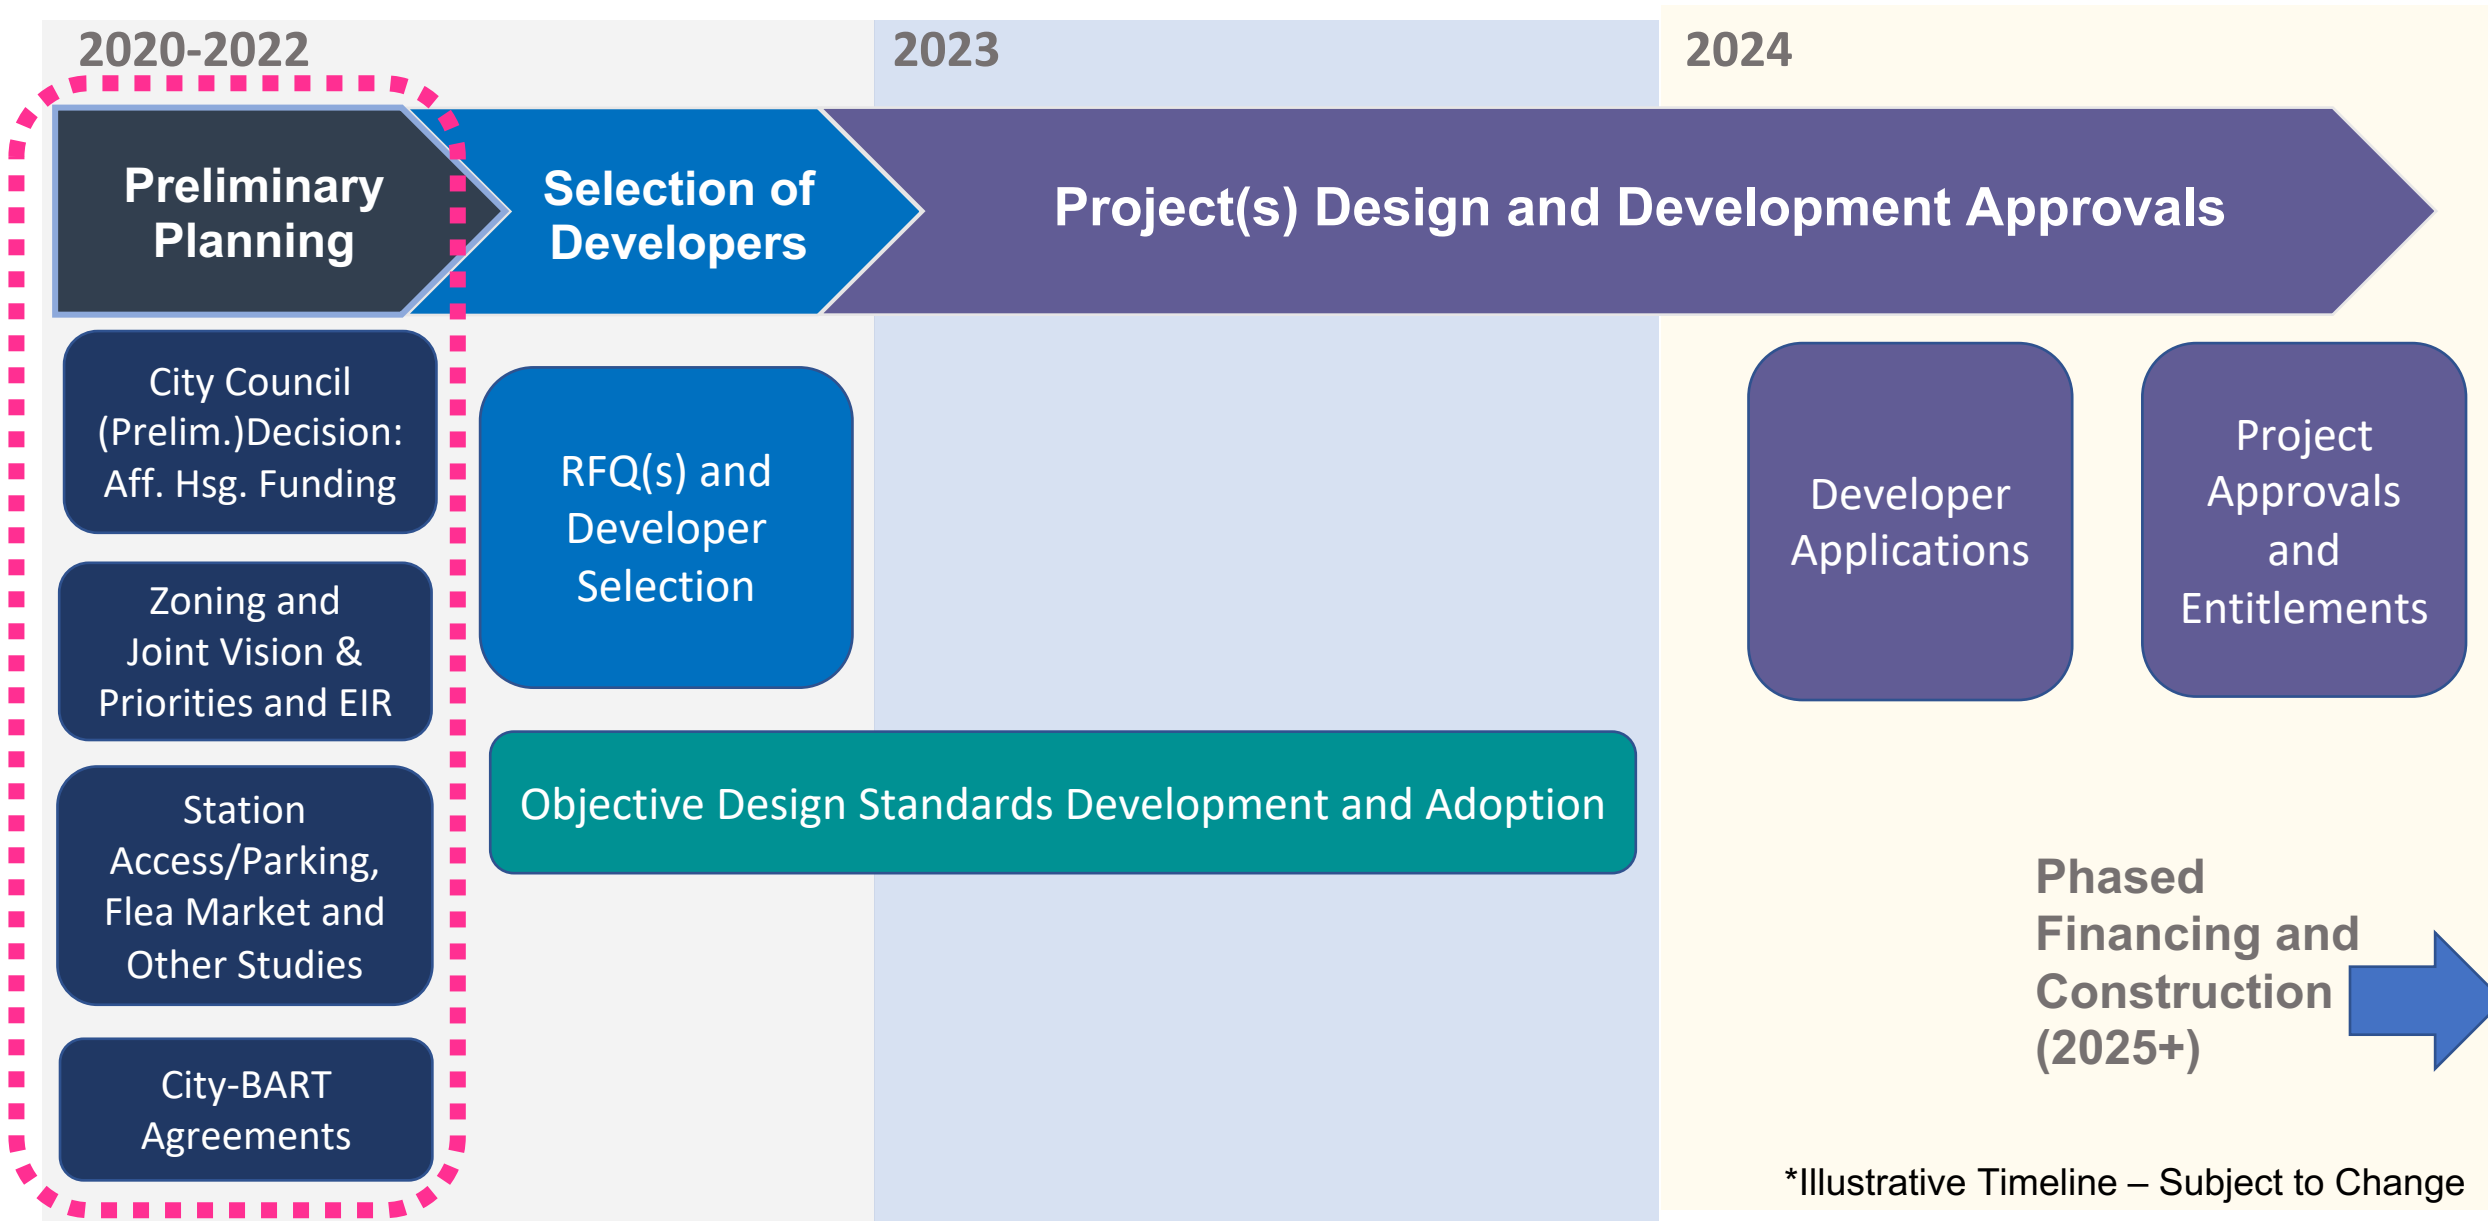 2020-2022
2023
2024
Preliminary
Planning
Selection of
Developers
Project(s) Design and Development Approvals
City Council
(Prelim.)Decision:
Aff. Hsg. Funding
Zoning and
Joint Vision &
Priorities and EIR
Station
Access/Parking,
Flea Market and
Other Studies
City-BART
Agreements
RFQ(s) and
Developer
Selection
Objective Design Standards Development and Adoption
Developer
Applications
Project
Approvals
and
Entitlements
Phased
Financing and
Construction
(2025+)
*Illustrative Timeline – Subject to Change